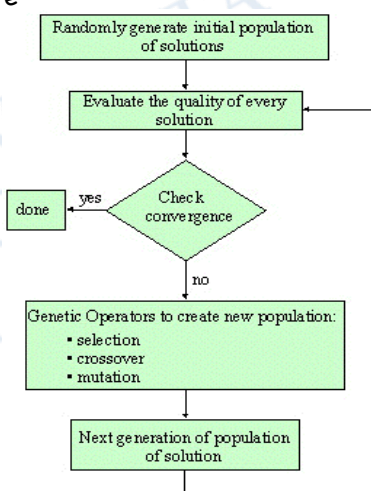 Randomly generate initial population
of solutions
Evaluate the quality of every
solution
Check
convergence
yes
done
no
Genetic Operators to create new population:
▪ selection
▪ crossover
▪ mutation
Next generation of population
of solution